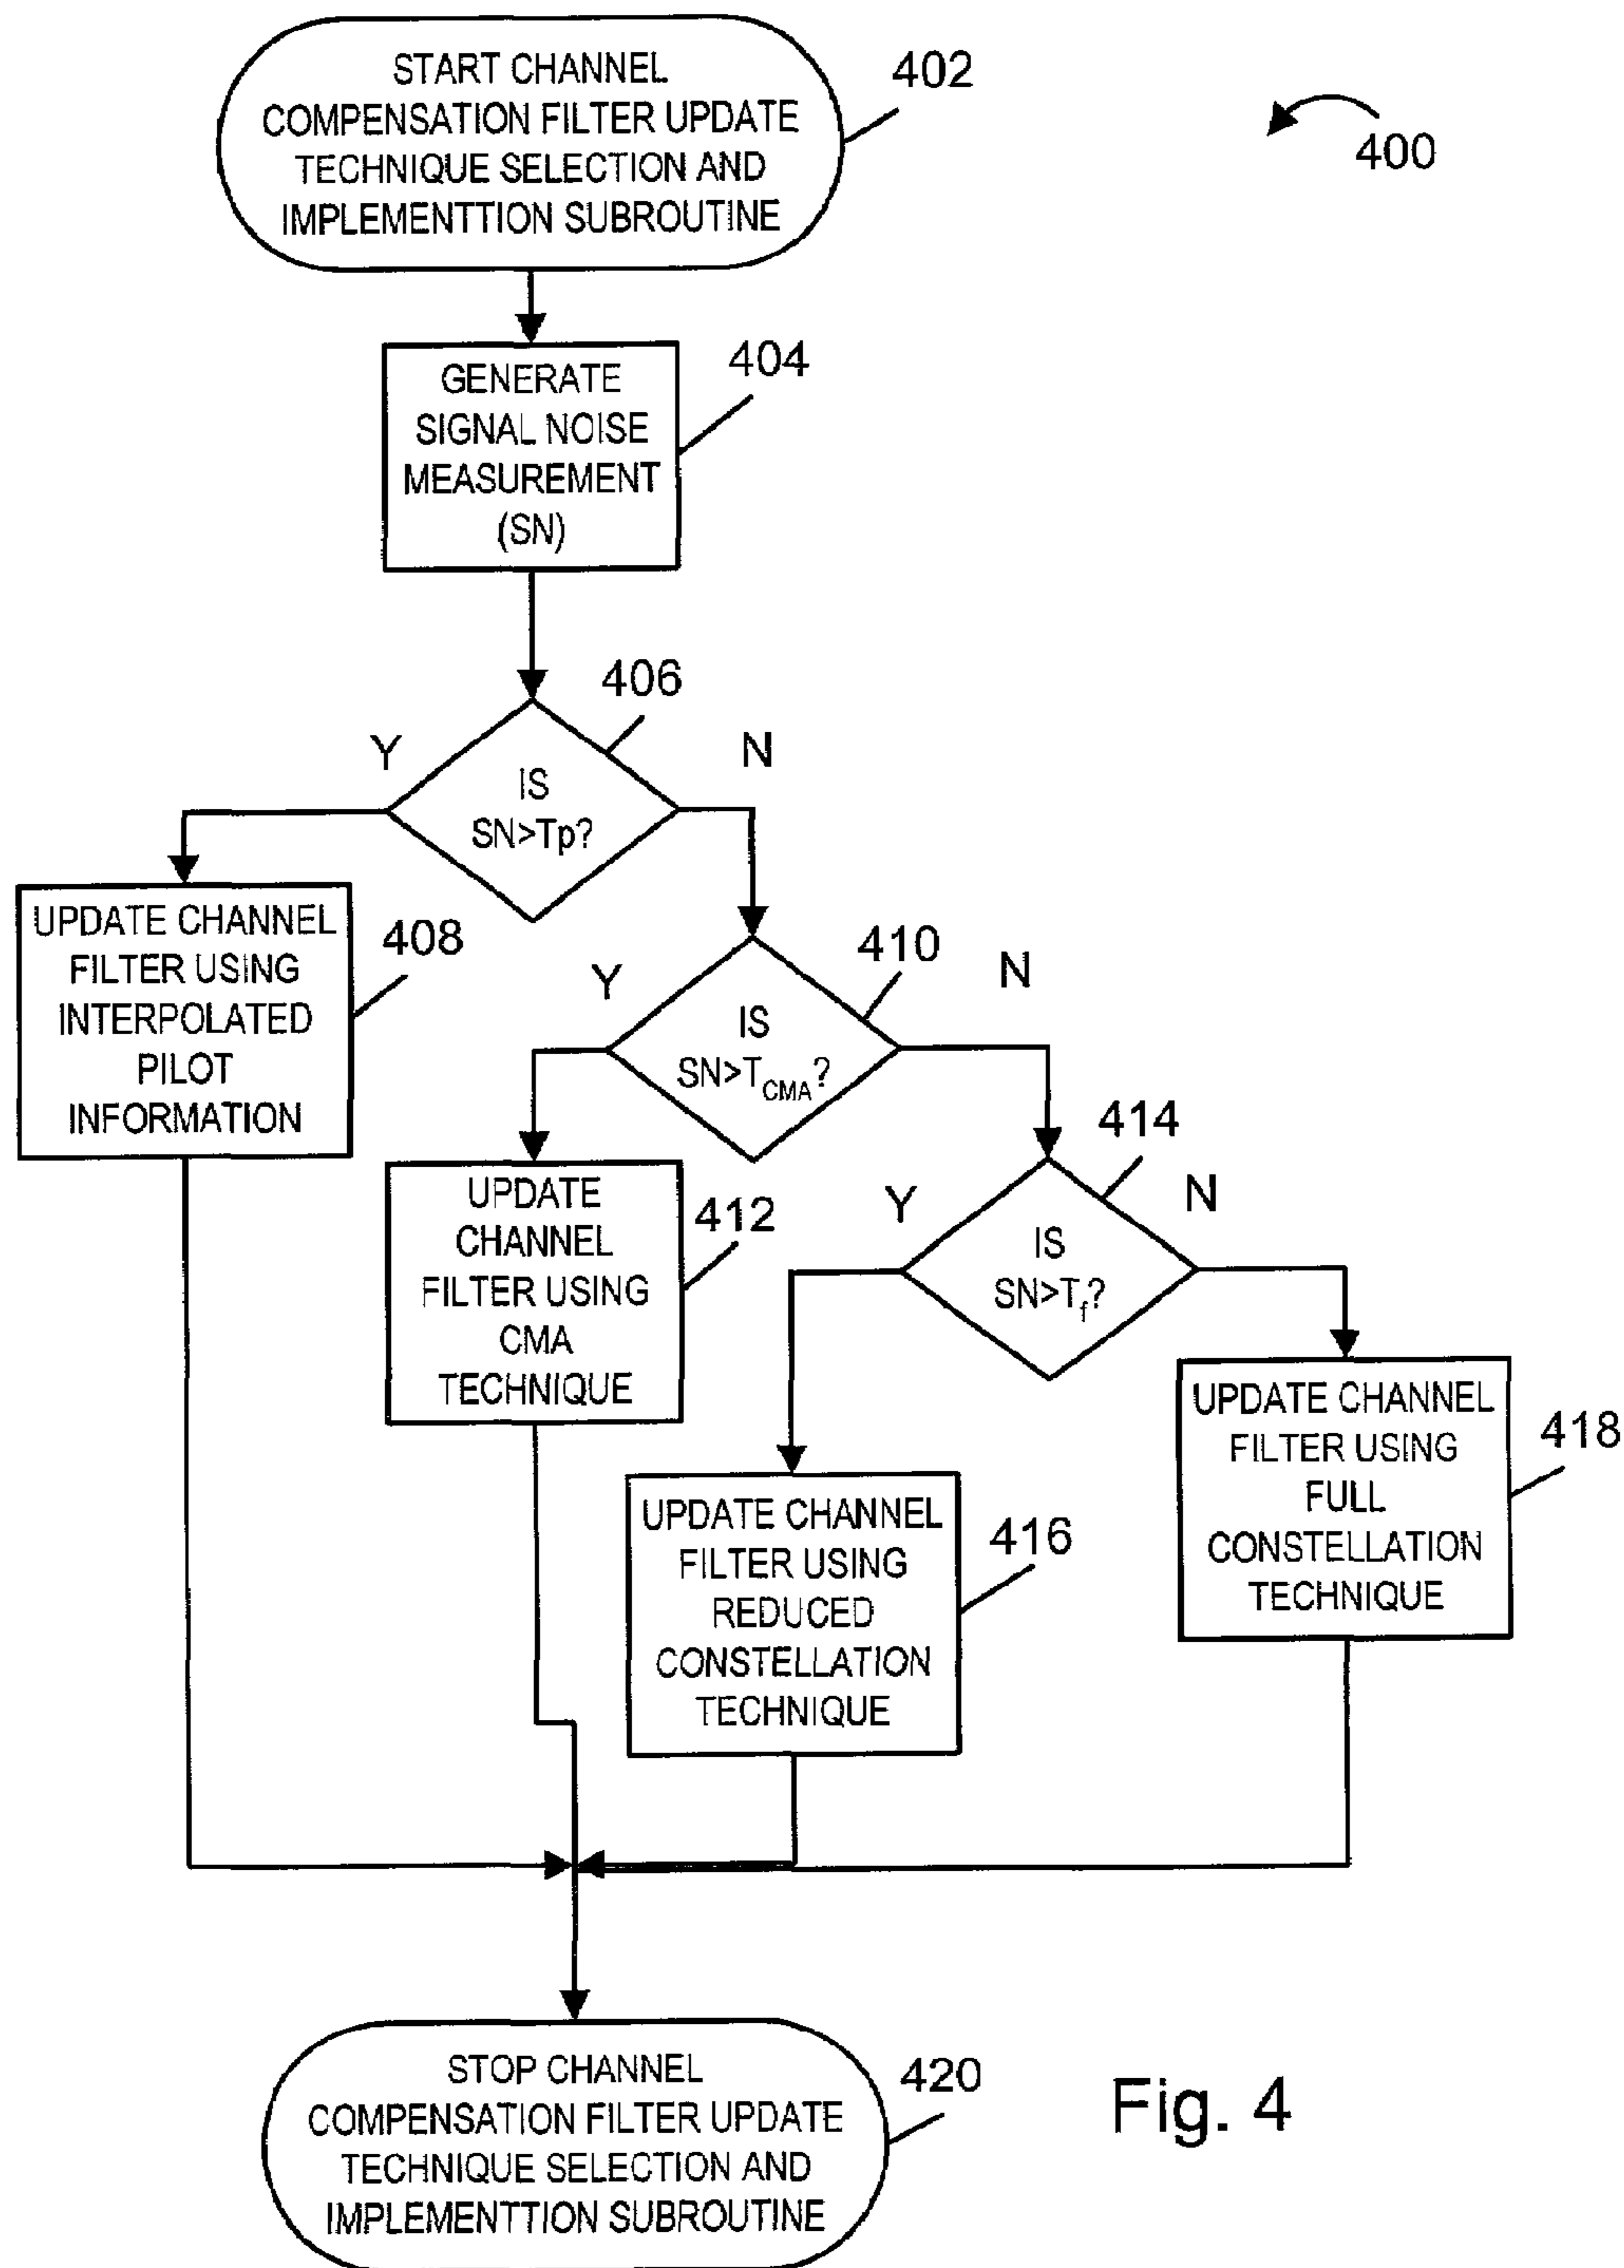 START CHANNEL
COMPENSATION FILTER UPDATE
TECHNIQUE SELECTION AND
IMPLEMENTTION SUBROUTINE
402
400
GENERATE
SIGNAL NOISE
MEASUREMENT
(SN)
404
406
Y
N
IS
SN>Tp?
UPDATE CHANNEL
FILTER USING
INTERPOLATED
PILOT
INFORMATION
408
410
Y
N
IS
SN>T_CMA?
UPDATE
CHANNEL
FILTER USING
CMA
TECHNIQUE
412
414
Y
N
IS
SN>T_f?
UPDATE CHANNEL
FILTER USING
REDUCED
CONSTELLATION
TECHNIQUE
416
UPDATE CHANNEL
FILTER USING
FULL
CONSTELLATION
TECHNIQUE
418
STOP CHANNEL
COMPENSATION FILTER UPDATE
TECHNIQUE SELECTION AND
IMPLEMENTTION SUBROUTINE
420
Fig. 4